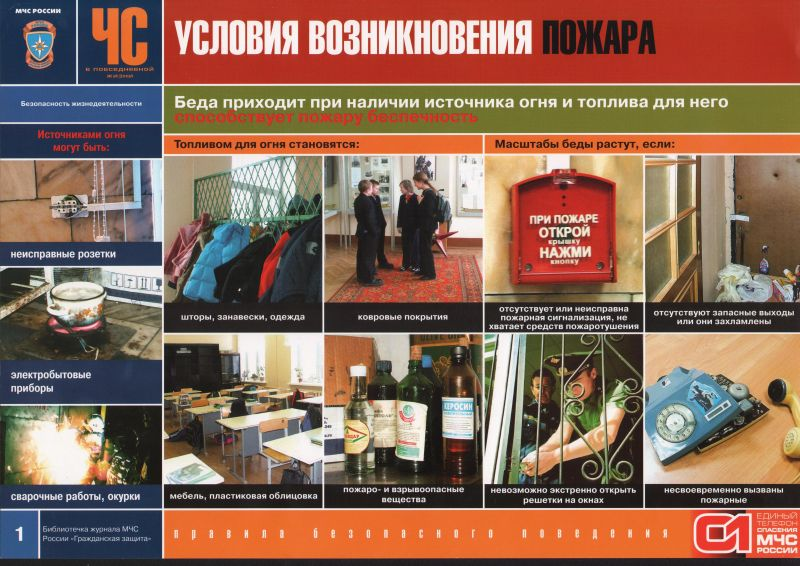 МЧС РОССИИ
ЧС
В ПОВСЕДНЕВНОЙ
ЖИЗНИ
УСЛОВИЯ ВОЗНИКНОВЕНИЯ ПОЖАРА
Безопасность жизнедеятельности
Беда приходит при наличии источника огня и топлива для него
способствует пожару беспечность
Источниками огня
могут быть:
неисправные розетки
электробытовые
приборы
сварочные работы, окурки
Топливом для огня становятся:
шторы, занавески, одежда
ковровые покрытия
мебель, пластиковая облицовка
КЕРОСИН
пожаро- и взрывоопасные
вещества
Масштабы беды растут, если:
ПРИ ПОЖАРЕ
ОТКРОЙ
крышку
НАЖМИ
кнопку
отсутствует или неисправна
пожарная сигнализация, не
хватает средств пожаротушения
отсутствуют запасные выходы
или они захламлены
невозможно экстренно открыть
решетки на окнах
несвоевременно вызваны
пожарные
1
Библиотечка журнала МЧС
России «Гражданская защита»
правила безопасного поведения
01
ЕДИНЫЙ
ТЕЛЕФОН
СПАСЕНИЯ
МЧС
РОССИИ